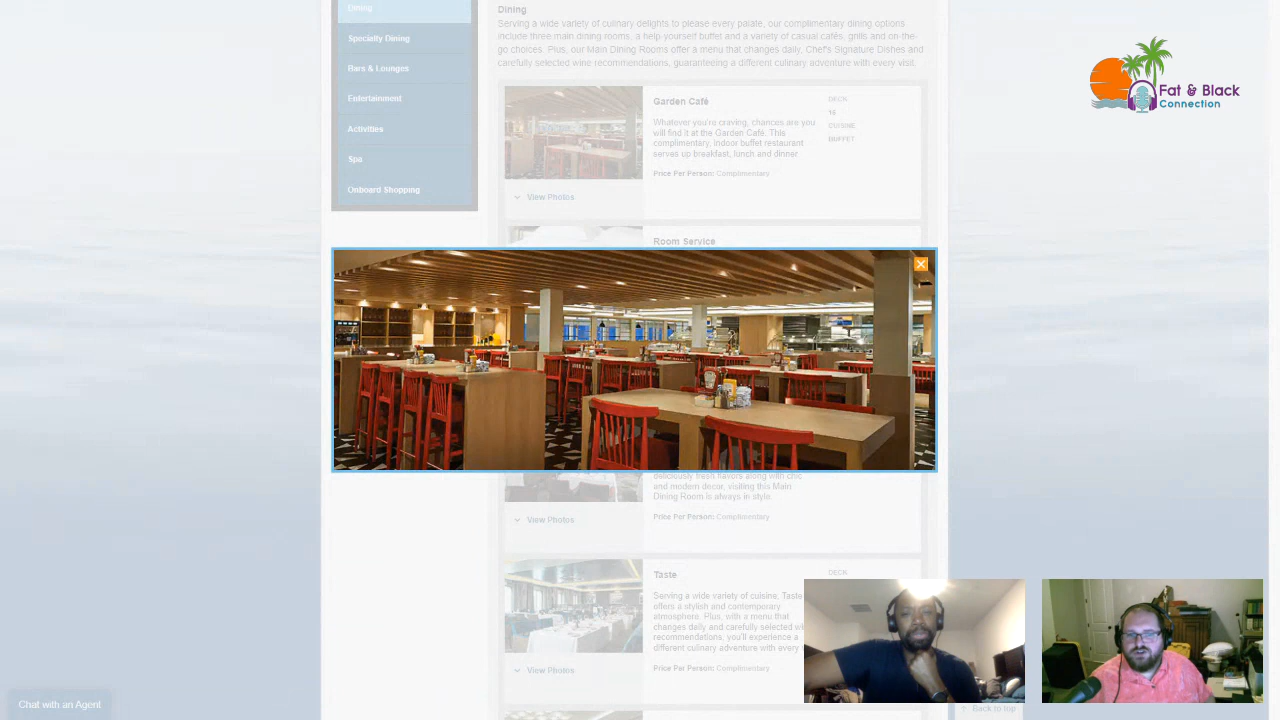 Dining
Specialty Dining
Bars & Lounges
Entertainment
Activities
Spa
Onboard Shopping
Dining
Serving a wide variety of culinary delights to please every palate, our complimentary dining options
include three main dining rooms, a help-yourself buffet and a variety of casual cafés, grills and on-the-
go choices. Plus, our Main Dining Rooms offer a menu that changes daily, Chef's Signature Dishes and
carefully selected wine recommendations, guaranteeing a different culinary adventure with every visit.
Garden Café
Whatever you're craving, chances are you
will find it at the Garden Café. This
complimentary, indoor buffet restaurant
serves up breakfast, lunch and dinner
Price Per Person: Complimentary
DECK
16
CUISINE
BUFFET
View Photos
Room Service
deliciously fresh flavors along with chic
and modern decor, visiting this Main
Dining Room is always in style.
Price Per Person: Complimentary
View Photos
Taste
DECK
Serving a wide variety of cuisine, Taste
offers a stylish and contemporary
atmosphere. Plus, with a menu that
changes daily and carefully selected
recommendations, you'll experience a
different culinary adventure with every
Price Per Person: Complimentary
View Photos
Fat & Black
Connection
Chat with an Agent
Back to top